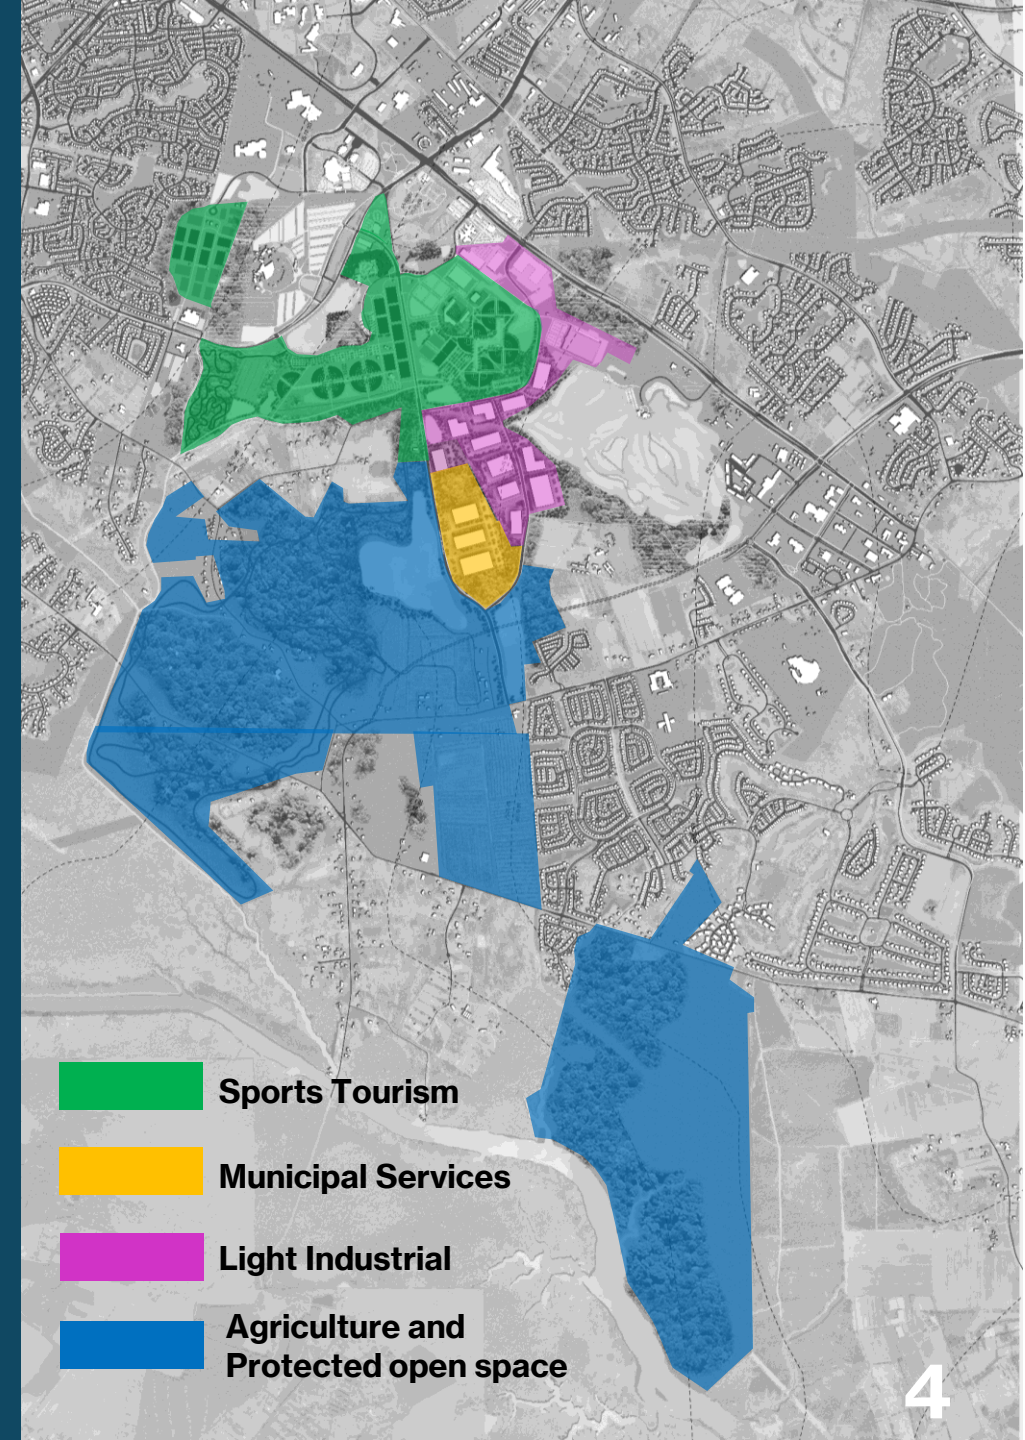 Sports Tourism
Municipal Services
Light Industrial
Agriculture and
Protected open space
4